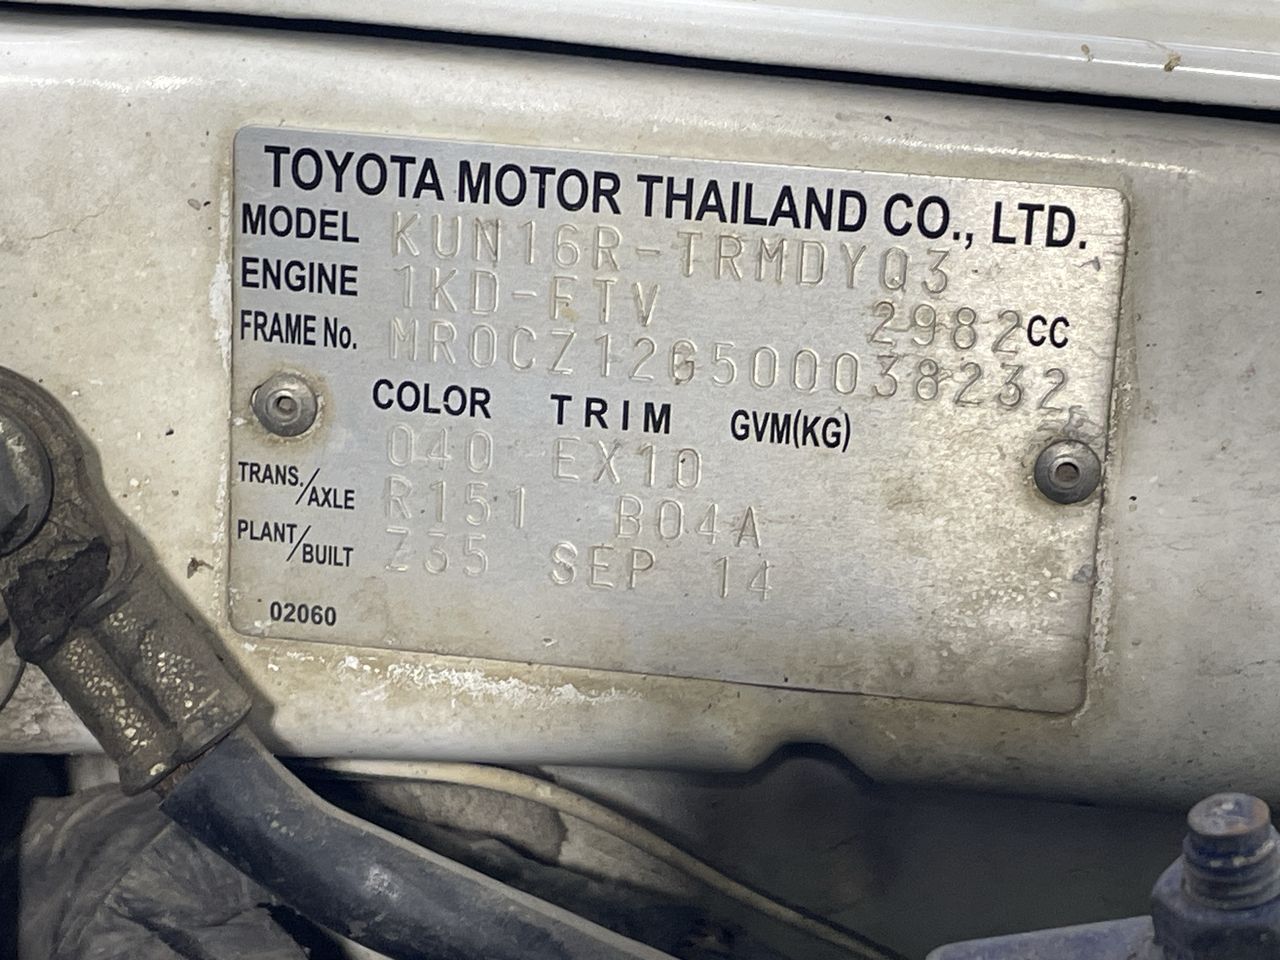 TOYOTA MOTOR THAILAND CO., LTD.
MODEL KUN16R-TRMDYQ3
ENGINE 1KD-FTV 2982CC
FRAME No. MR0CZ12G500038232
COLOR TRIM GVM(KG)
040 EX10
TRANS./AXLE R151 B04A
PLANT/BUILT Z35 SEP 14
02060